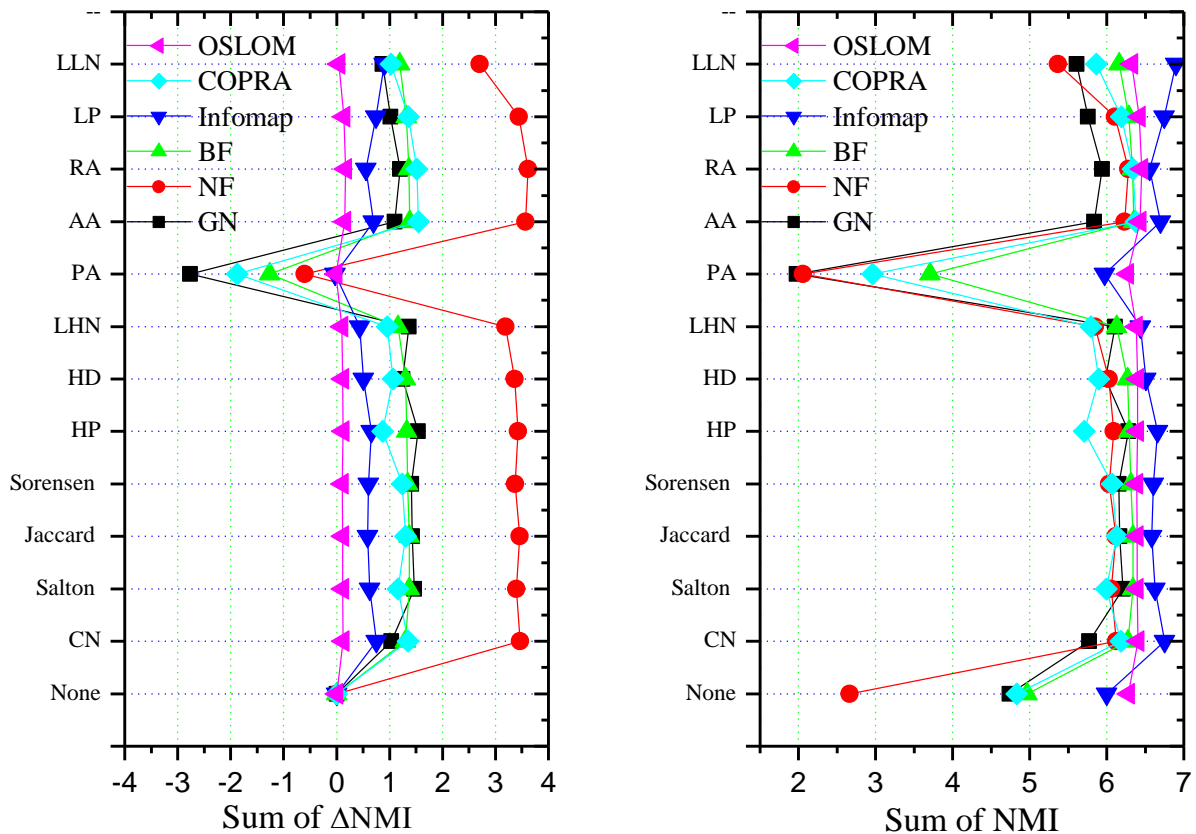 --
LLN
LP
RA
AA
PA
LHN
HD
HP
Sorensen
Jaccard
Salton
CN
None
OSLOM
COPRA
Infomap
BF
NF
GN
-4 -3 -2 -1 0 1 2 3 4
Sum of ΔNMI
--
LLN
LP
RA
AA
PA
LHN
HD
HP
Sorensen
Jaccard
Salton
CN
None
OSLOM
COPRA
Infomap
BF
NF
GN
2 3 4 5 6 7
Sum of NMI